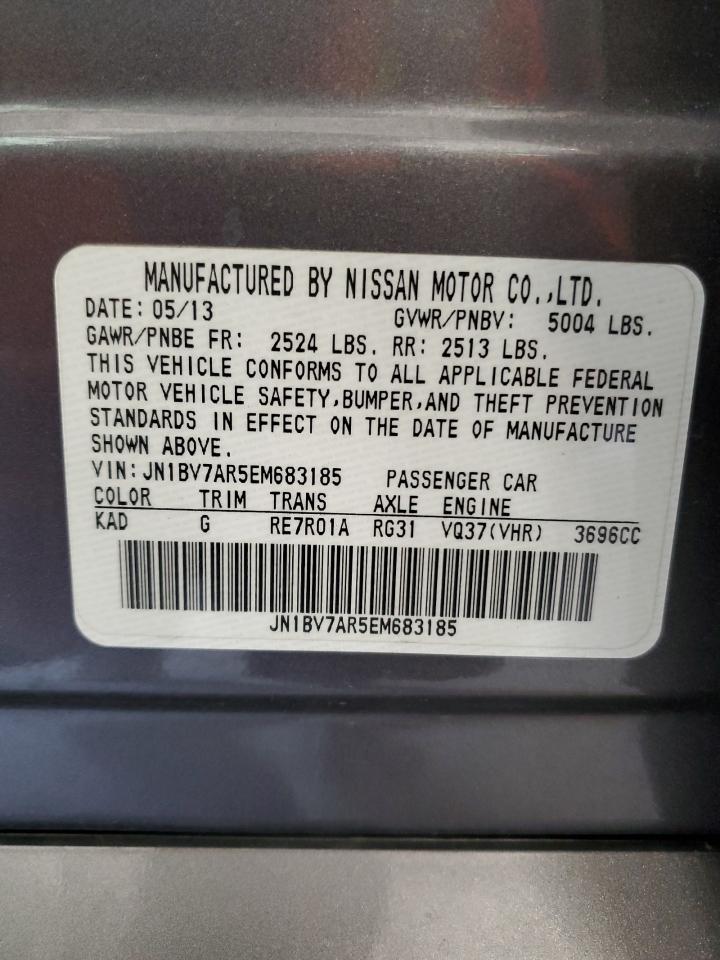 MANUFACTURED BY NISSAN MOTOR CO.,LTD.
DATE: 05/13 GVWR/PNBV: 5004 LBS.
GAWR/PNBE FR: 2524 LBS. RR: 2513 LBS.
THIS VEHICLE CONFORMS TO ALL APPLICABLE FEDERAL
MOTOR VEHICLE SAFETY,BUMPER,AND THEFT PREVENTION
STANDARDS IN EFFECT ON THE DATE OF MANUFACTURE
SHOWN ABOVE.
VIN: JN1BV7AR5EM683185 PASSENGER CAR
COLOR TRIM TRANS AXLE ENGINE
KAD G RE7R01A RG31 VQ37(VHR) 3696CC
JN1BV7AR5EM683185